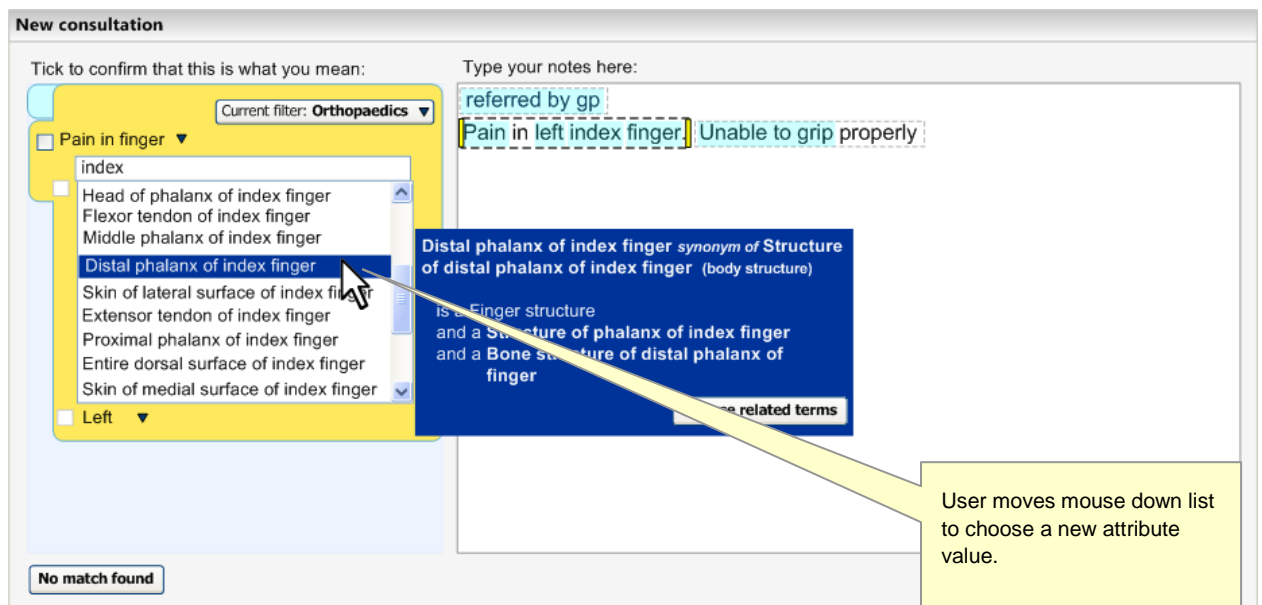 New consultation
Tick to confirm that this is what you mean:
Type your notes here:
Current filter: Orthopaedics
referred by gp
Pain in left index finger. Unable to grip properly
Pain in finger
index
Head of phalanx of index finger
Flexor tendon of index finger
Middle phalanx of index finger
Distal phalanx of index finger
Skin of lateral surface of index finger
Extensor tendon of index finger
Proximal phalanx of index finger
Entire dorsal surface of index finger
Skin of medial surface of index finger
Left
Distal phalanx of index finger synonym of Structure
of distal phalanx of index finger (body structure)
is a Finger structure
and a Structure of phalanx of index finger
and a Bone structure of distal phalanx of
finger
related terms
User moves mouse down list
to choose a new attribute
value.
No match found